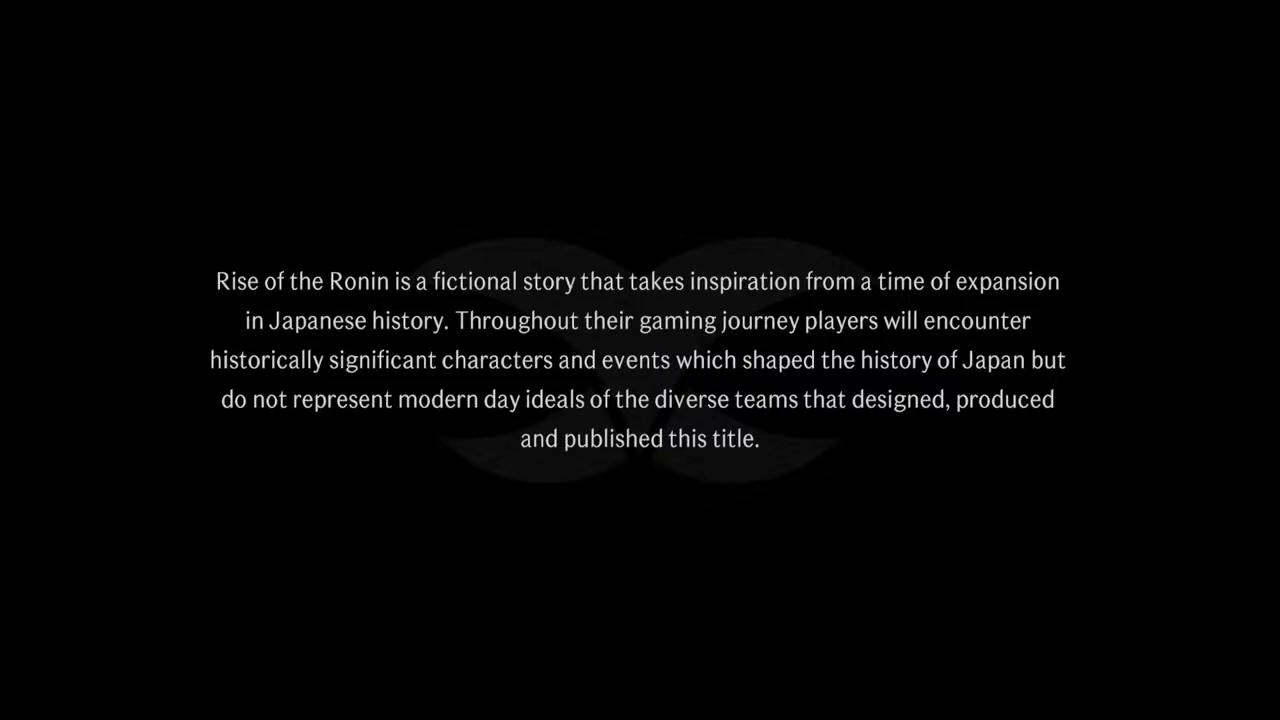 Rise of the Ronin is a fictional story that takes inspiration from a time of expansion
in Japanese history. Throughout their gaming journey players will encounter
historically significant characters and events which shaped the history of Japan but
do not represent modern day ideals of the diverse teams that designed, produced
and published this title.